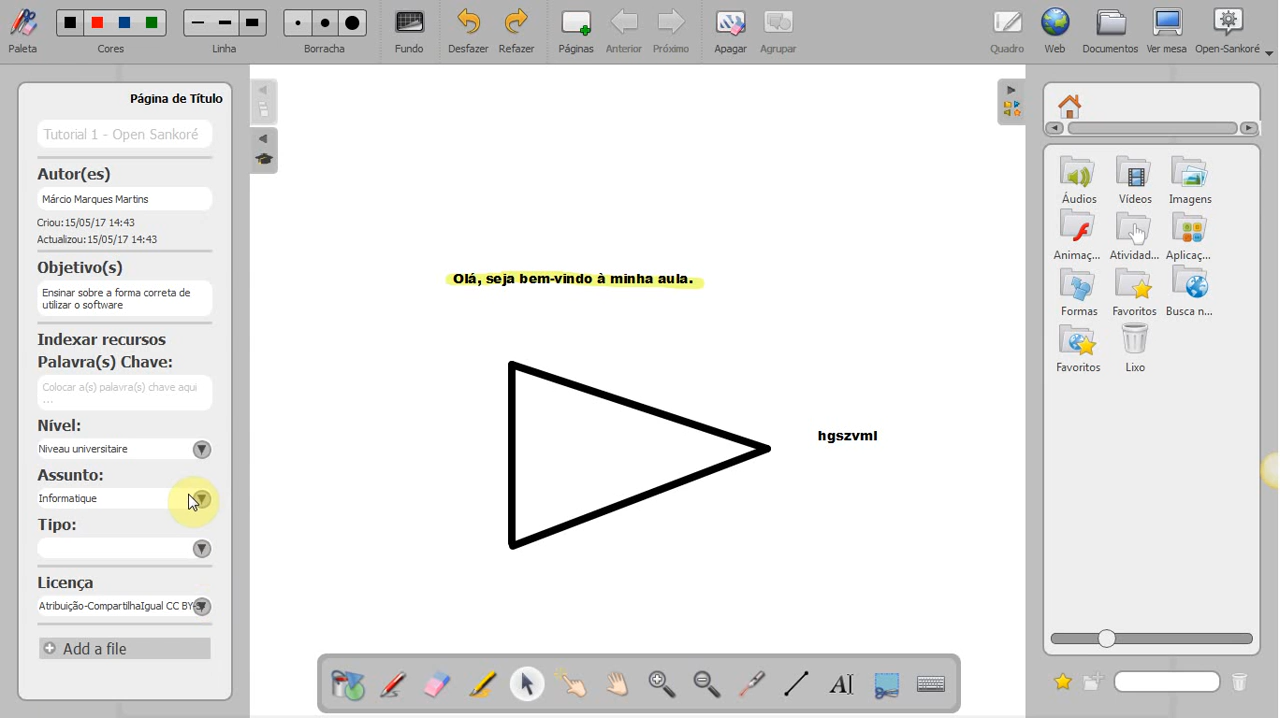 Paleta
Cores
Linha
Borracha
Fundo
Desfazer
Refazer
Páginas
Anterior
Próximo
Apagar
Agrupar
Quadro
Web
Documentos
Ver mesa
Open-Sankoré
Página de Título
Tutorial 1 - Open Sankoré
Autor(es)
Márcio Marques Martins
Criou:15/05/17 14:43
Actualizou:15/05/17 14:43
Objetivo(s)
Ensinar sobre a forma correta de
utilizar o software
Indexar recursos
Palavra(s) Chave:
Colocar a(s) palavra(s) chave aqui
...
Nível:
Niveau universitaire
Assunto:
Informatique
Tipo:
Licença
Atribuição-CompartilhaIgual CC BY-S
Add a file
Olá, seja bem-vindo à minha aula.
hgszvml
Áudios
Vídeos
Imagens
Animaç...
Atividad...
Aplicaç...
Formas
Favoritos
Busca n...
Favoritos
Lixo